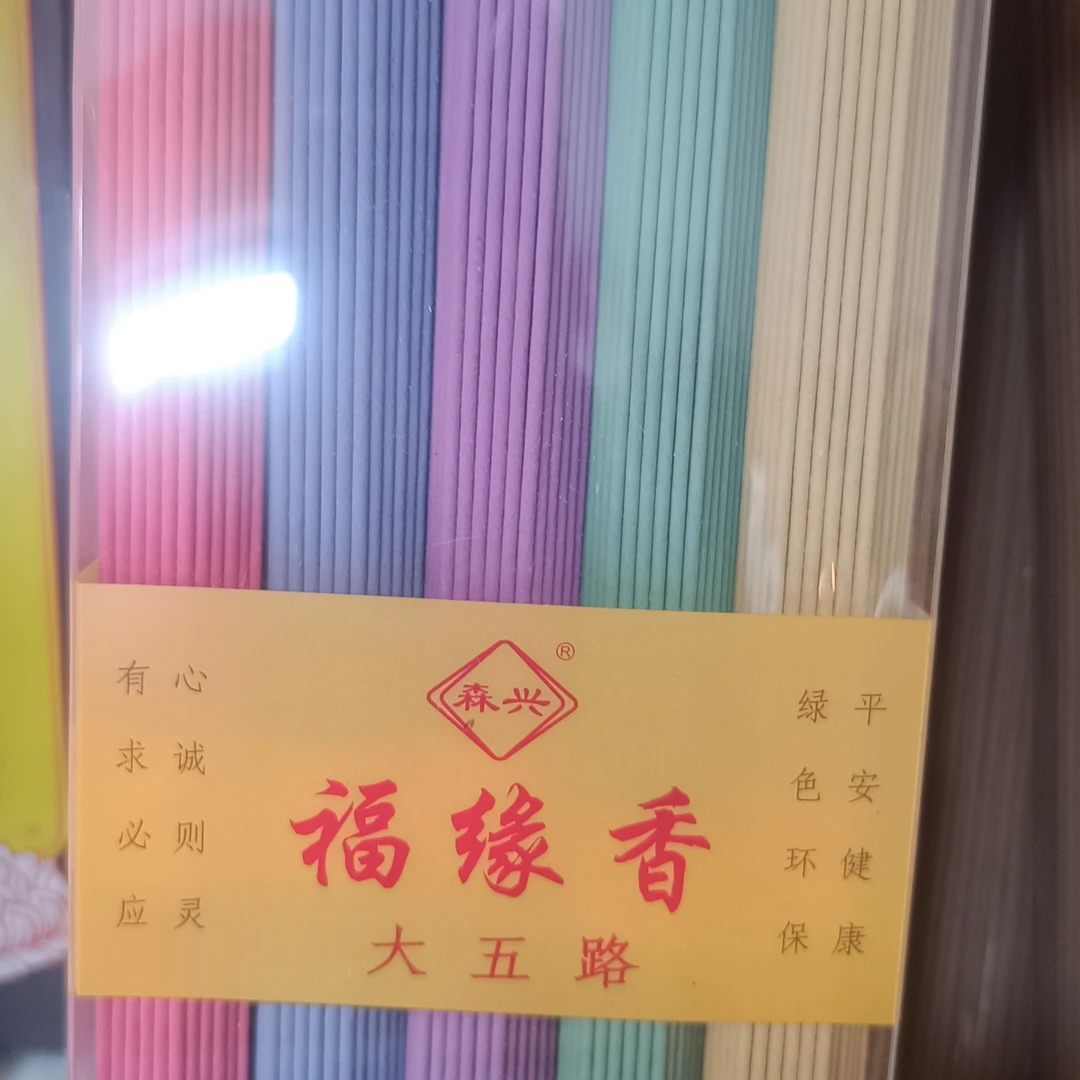 森兴®
福缘香
大五路
心诚则灵
有求必应
平安健康
绿色环保